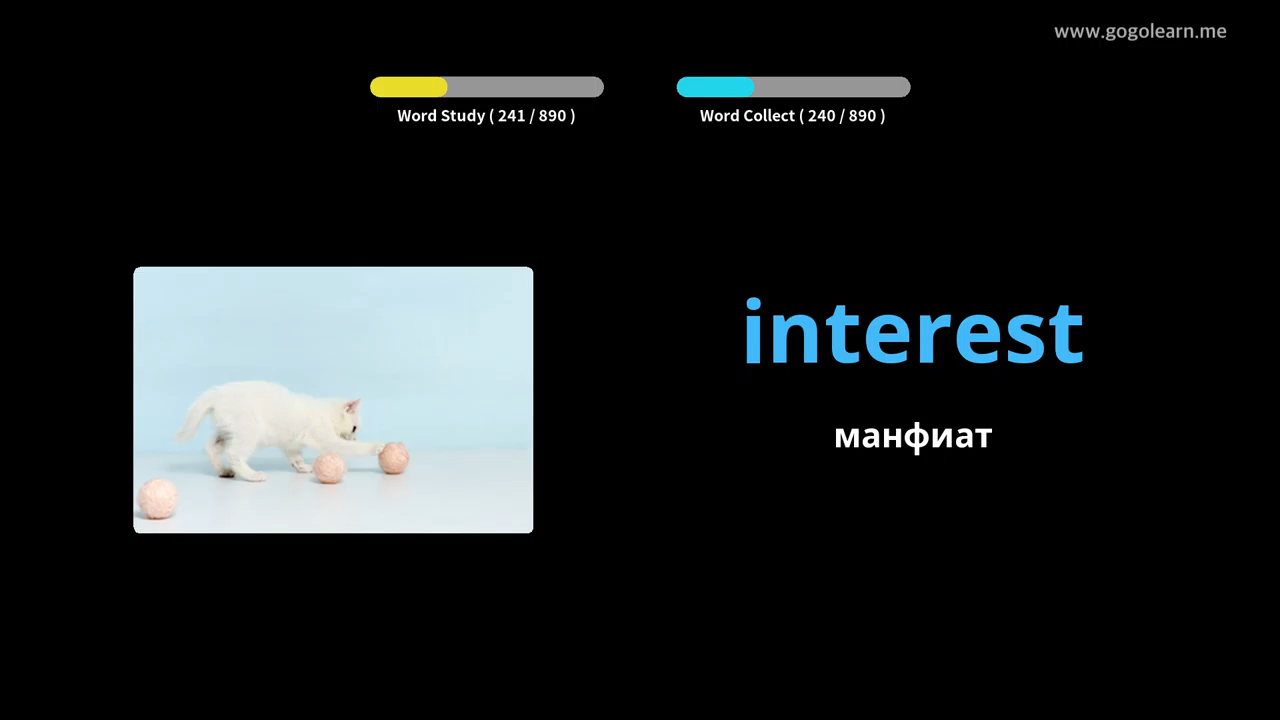 www.gogolearn.me
Word Study ( 241 / 890 )
Word Collect ( 240 / 890 )
interest
манфиат